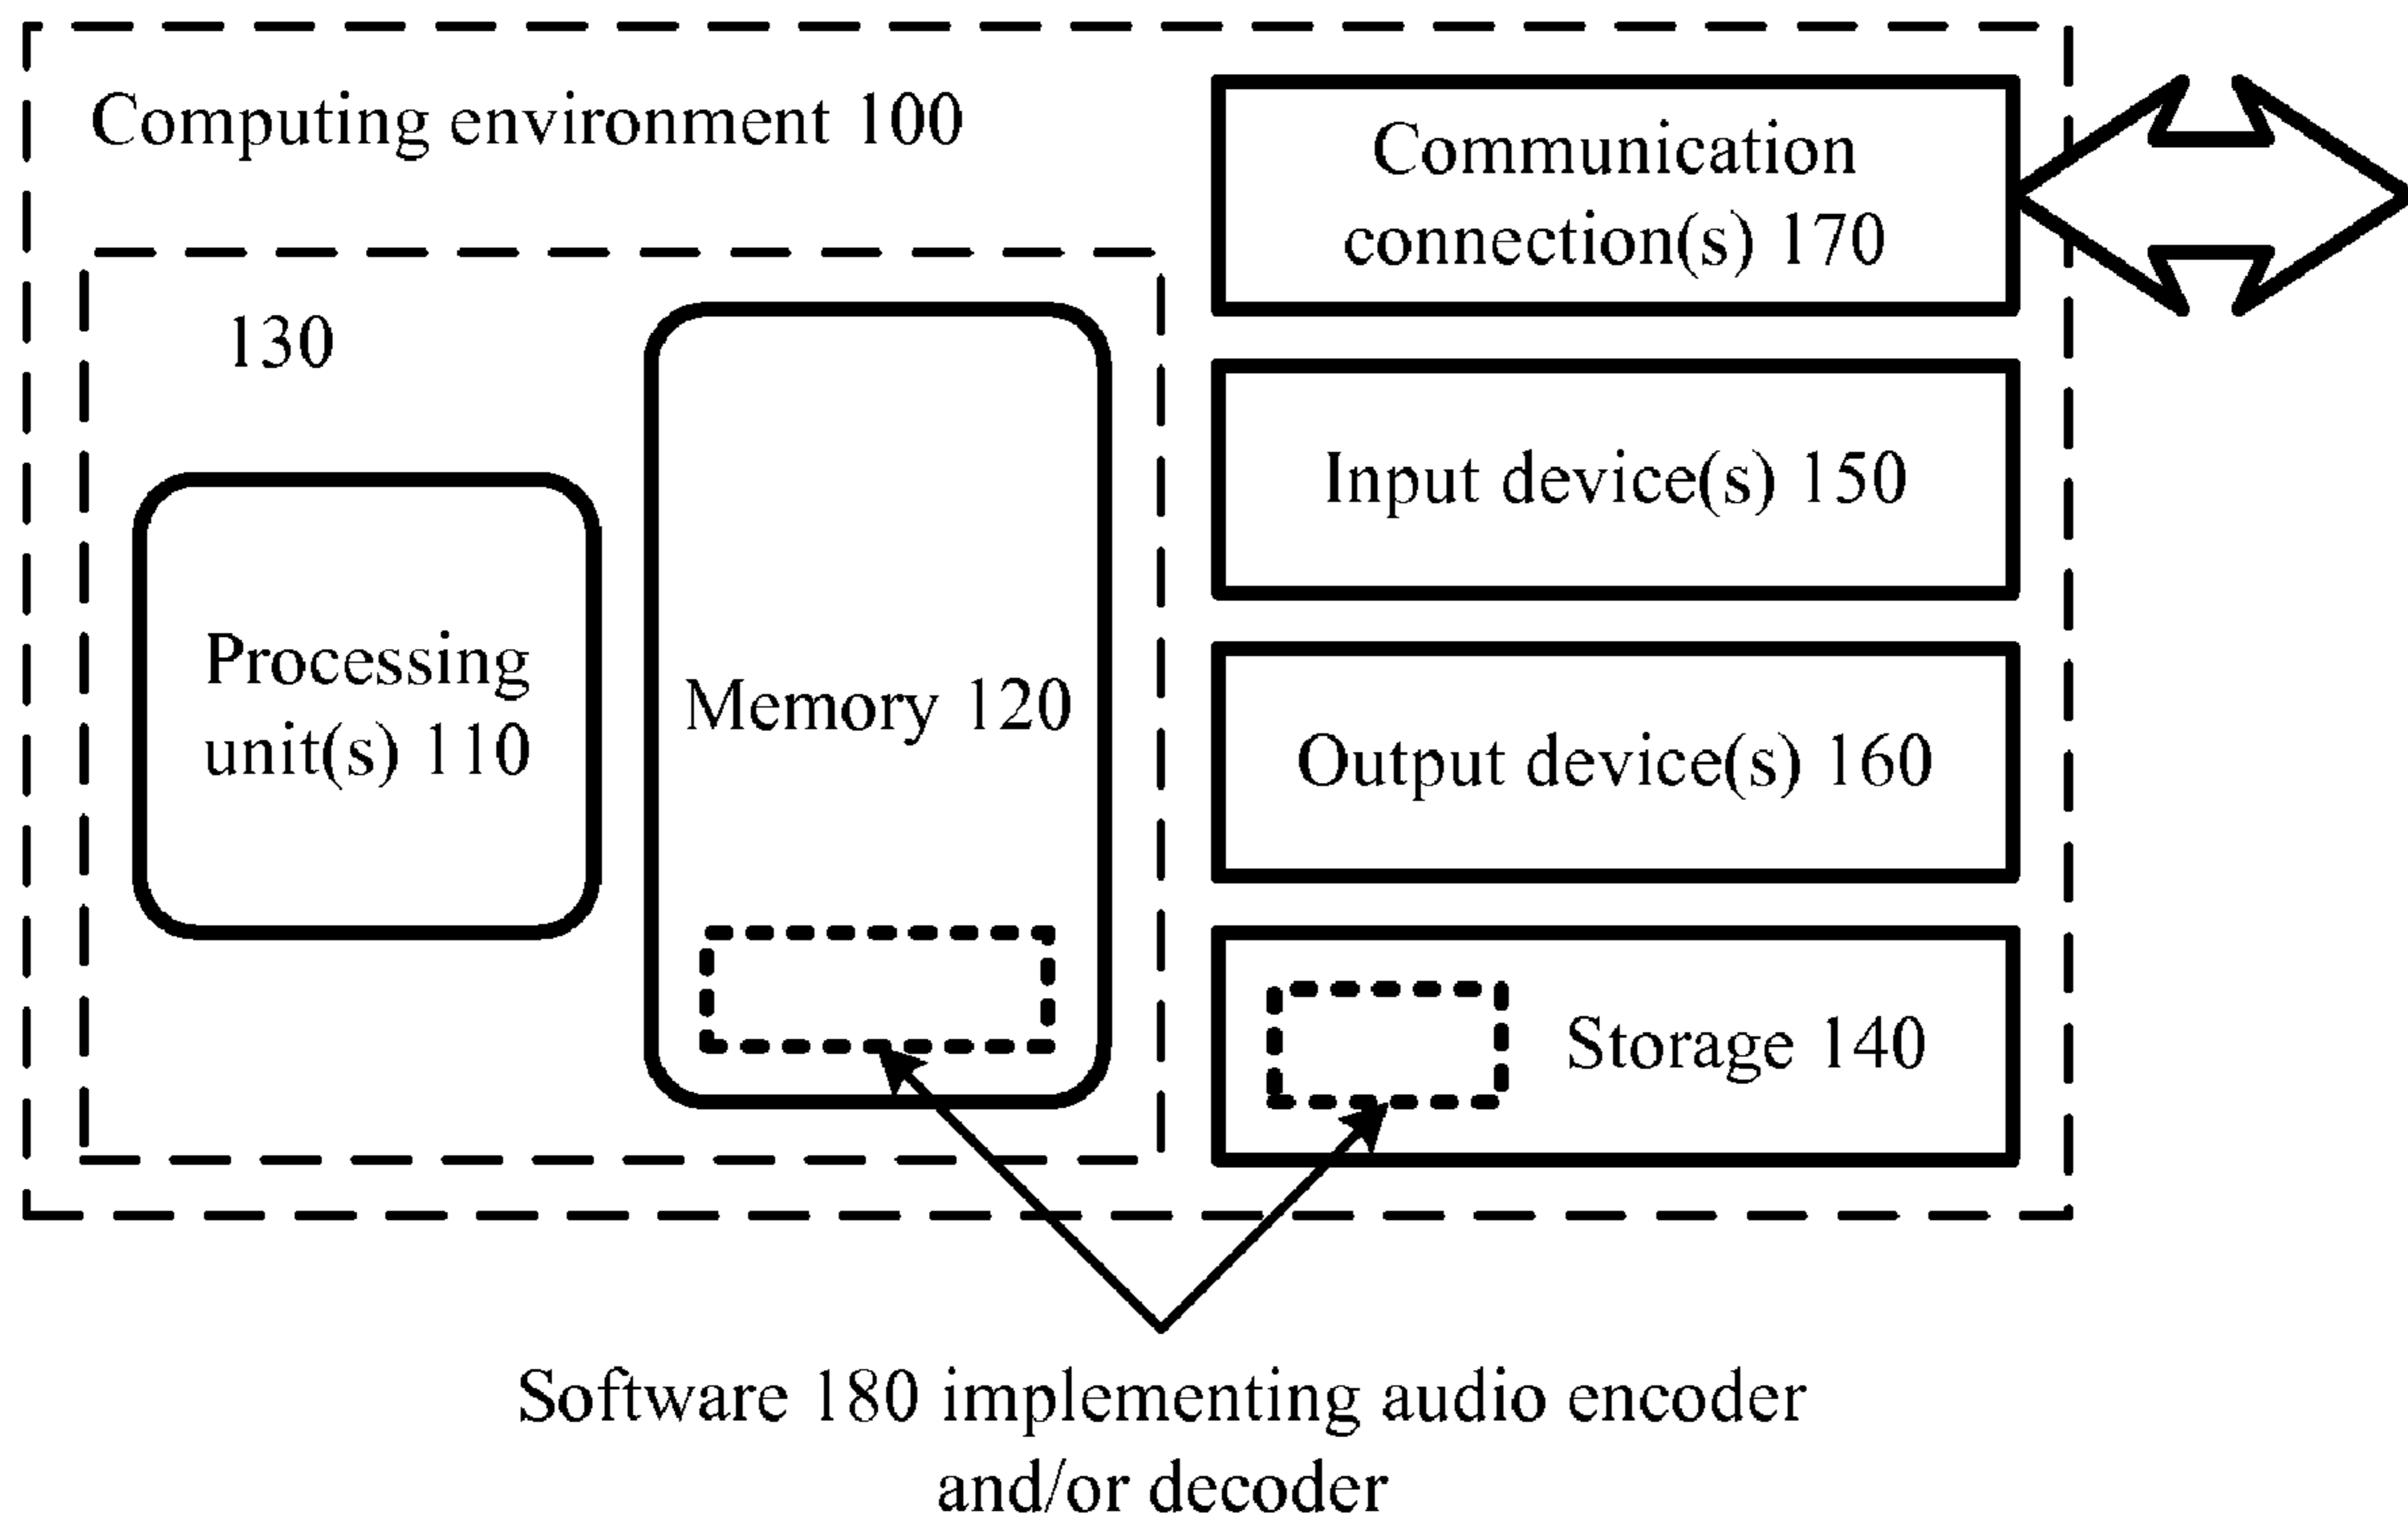 Computing environment 100
Communication
connection(s) 170
130
Input device(s) 150
Processing
unit(s) 110
Memory 120
Output device(s) 160
Storage 140
Software 180 implementing audio encoder
and/or decoder